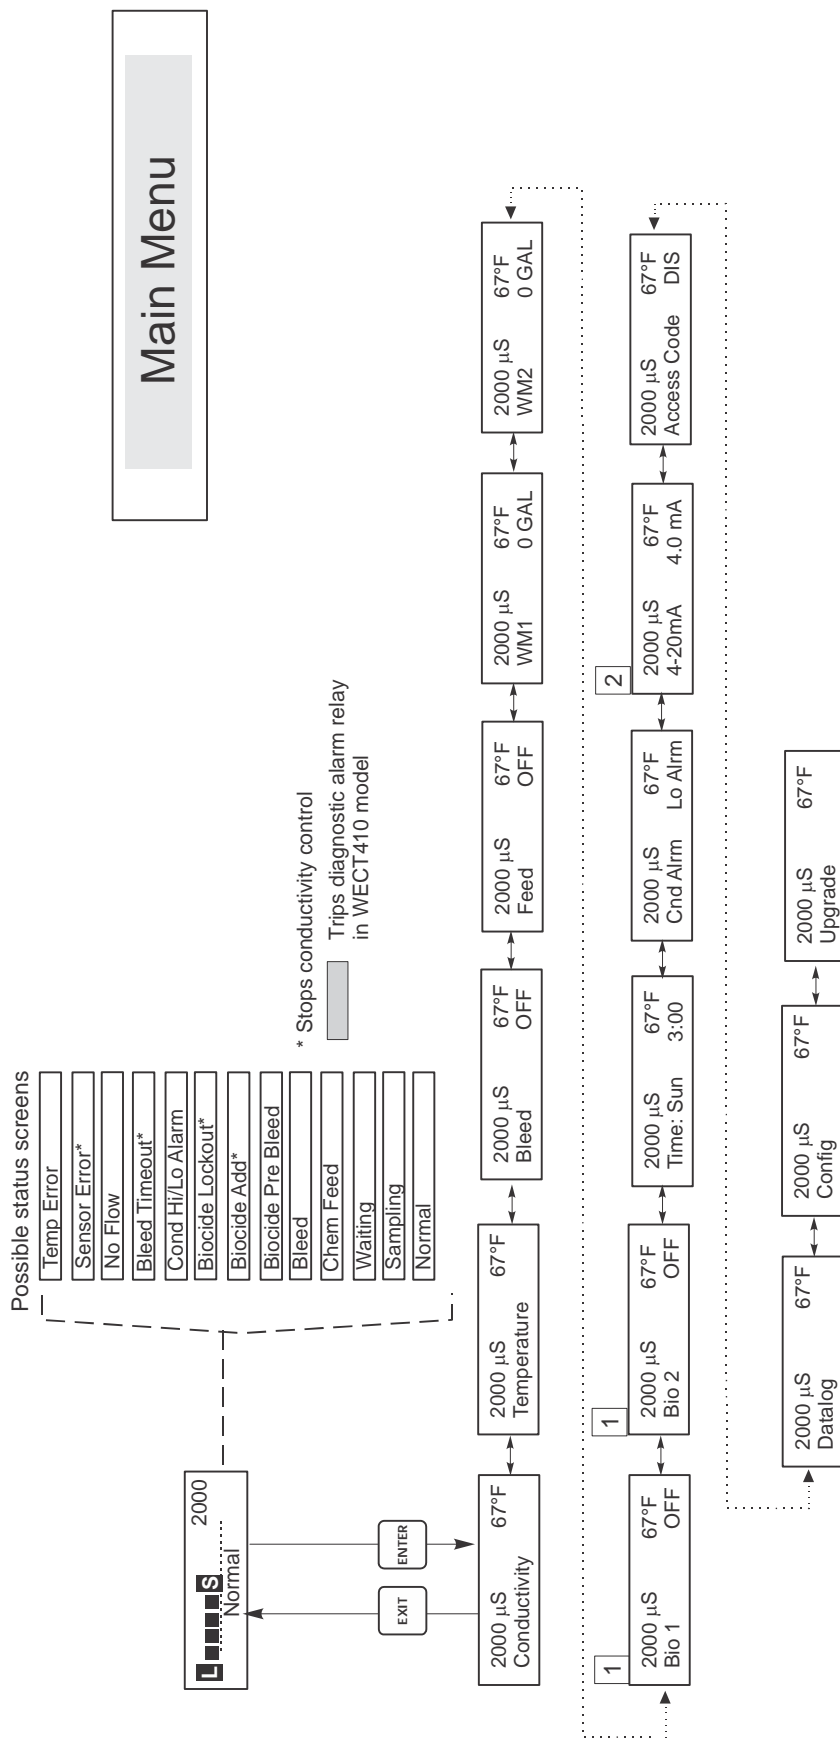 Main Menu
Possible status screens
Temp Error
Sensor Error*
No Flow
Bleed Timeout*
Cond Hi/Lo Alarm
Biocide Lockout*
Biocide Add*
Biocide Pre Bleed
Bleed
Chem Feed
Waiting
Sampling
Normal
* Stops conductivity control
Trips diagnostic alarm relay
in WECT410 model
L S 2000
Normal
EXIT
ENTER
2000 µS 67°F
Conductivity
2000 µS 67°F
Temperature
2000 µS 67°F
Bleed OFF
2000 µS 67°F
Feed OFF
2000 µS 67°F
WM1 0 GAL
2000 µS 67°F
WM2 0 GAL
1
2000 µS 67°F
Bio 1 OFF
1
2000 µS 67°F
Bio 2 OFF
2000 µS 67°F
Time: Sun 3:00
2000 µS 67°F
Cnd Alrm Lo Alrm
2
2000 µS 67°F
4-20mA 4.0 mA
2000 µS 67°F
Access Code DIS
2000 µS 67°F
Datalog
2000 µS 67°F
Config
2000 µS 67°F
Upgrade